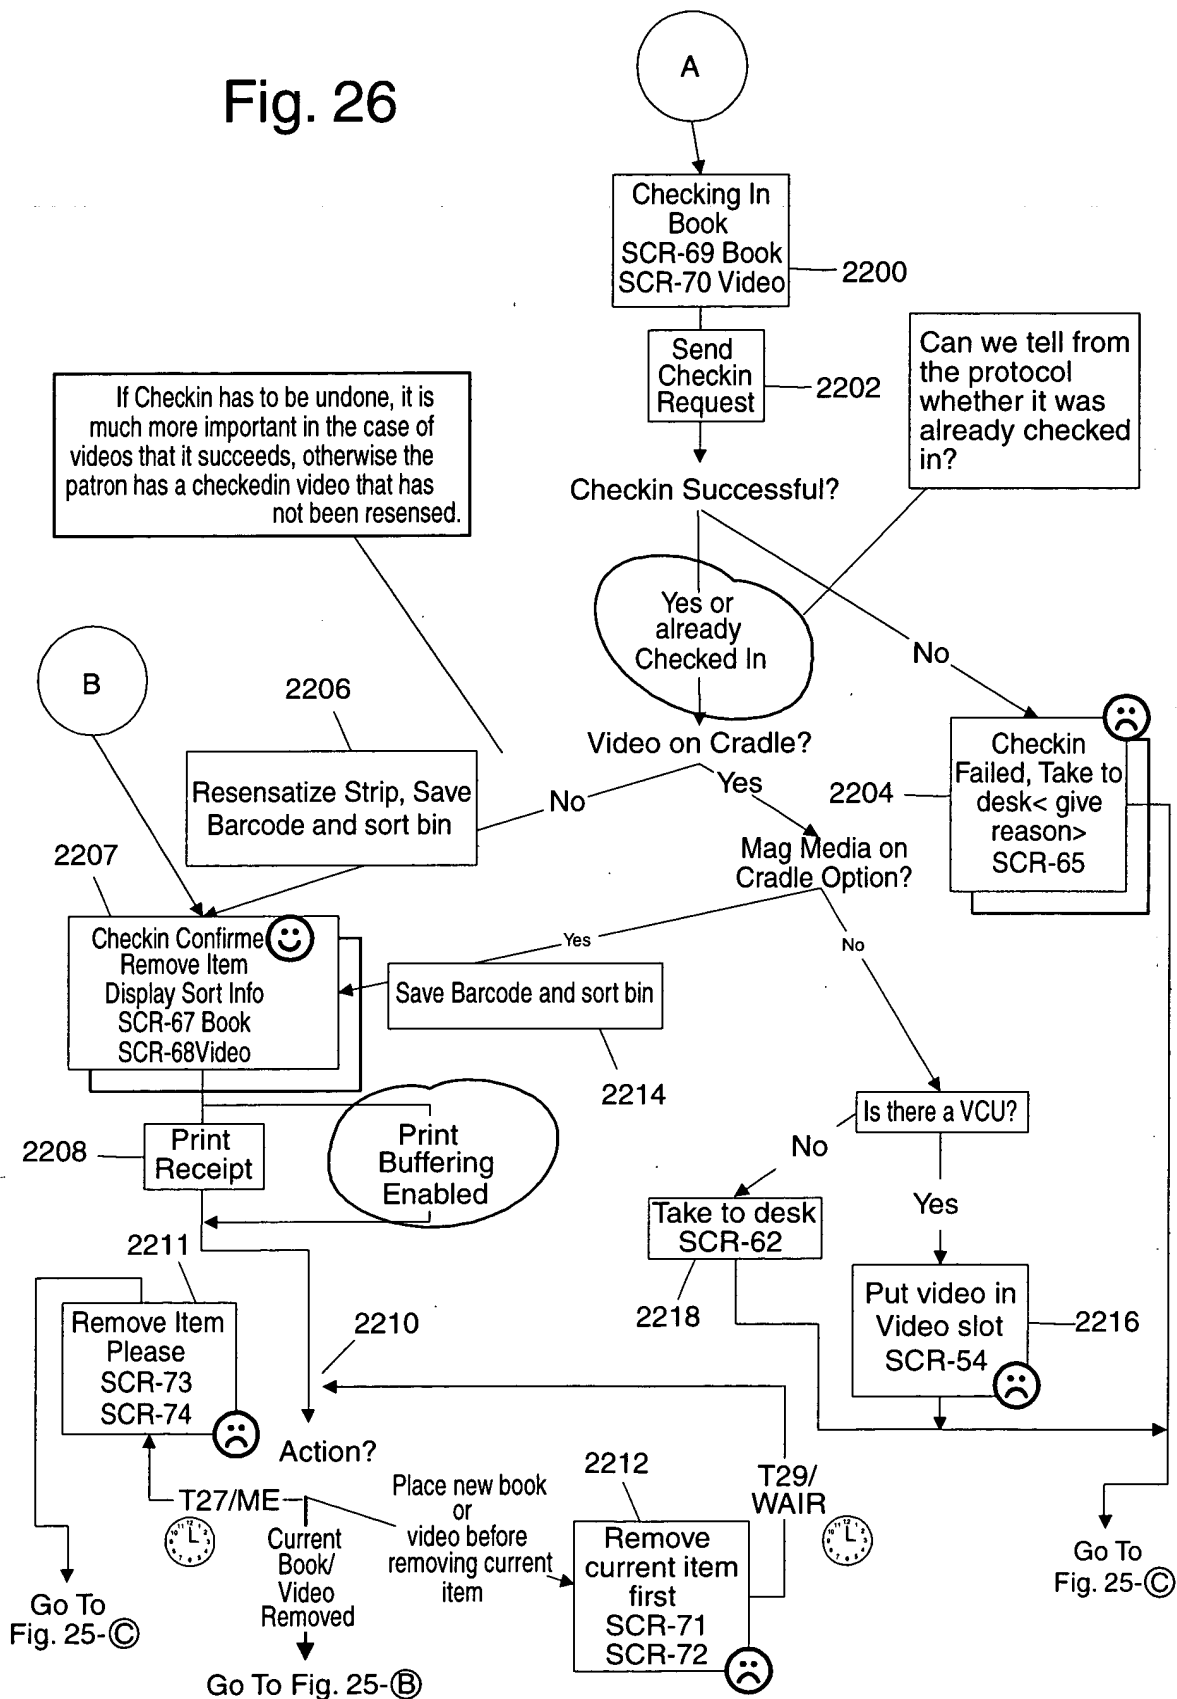 Fig. 26
A
Checking In
Book
SCR-69 Book
SCR-70 Video
2200
Send
Checkin
Request
2202
Can we tell from
the protocol
whether it was
already checked
in?
If Checkin has to be undone, it is
much more important in the case of
videos that it succeeds, otherwise the
patron has a checkedin video that has
not been resensed.
Checkin Successful?
Yes or
already
Checked In
No
B
2206
Resensatize Strip, Save
Barcode and sort bin
No
Video on Cradle?
Yes
2204
Checkin
Failed, Take to
desk< give
reason>
SCR-65
Mag Media on
Cradle Option?
2207
Checkin Confirme
Remove Item
Display Sort Info
SCR-67 Book
SCR-68Video
Yes
No
Save Barcode and sort bin
2214
Is there a VCU?
No
Yes
2208
Print
Receipt
Print
Buffering
Enabled
Take to desk
SCR-62
2218
Put video in
Video slot
SCR-54
2216
2211
Remove Item
Please
SCR-73
SCR-74
2210
Action?
T27/ME
Current
Book/
Video
Removed
Place new book
or
video before
removing current
item
2212
Remove
current item
first
SCR-71
SCR-72
T29/
WAIR
Go To
Fig. 25-C
Go To Fig. 25-B
Go To
Fig. 25-C